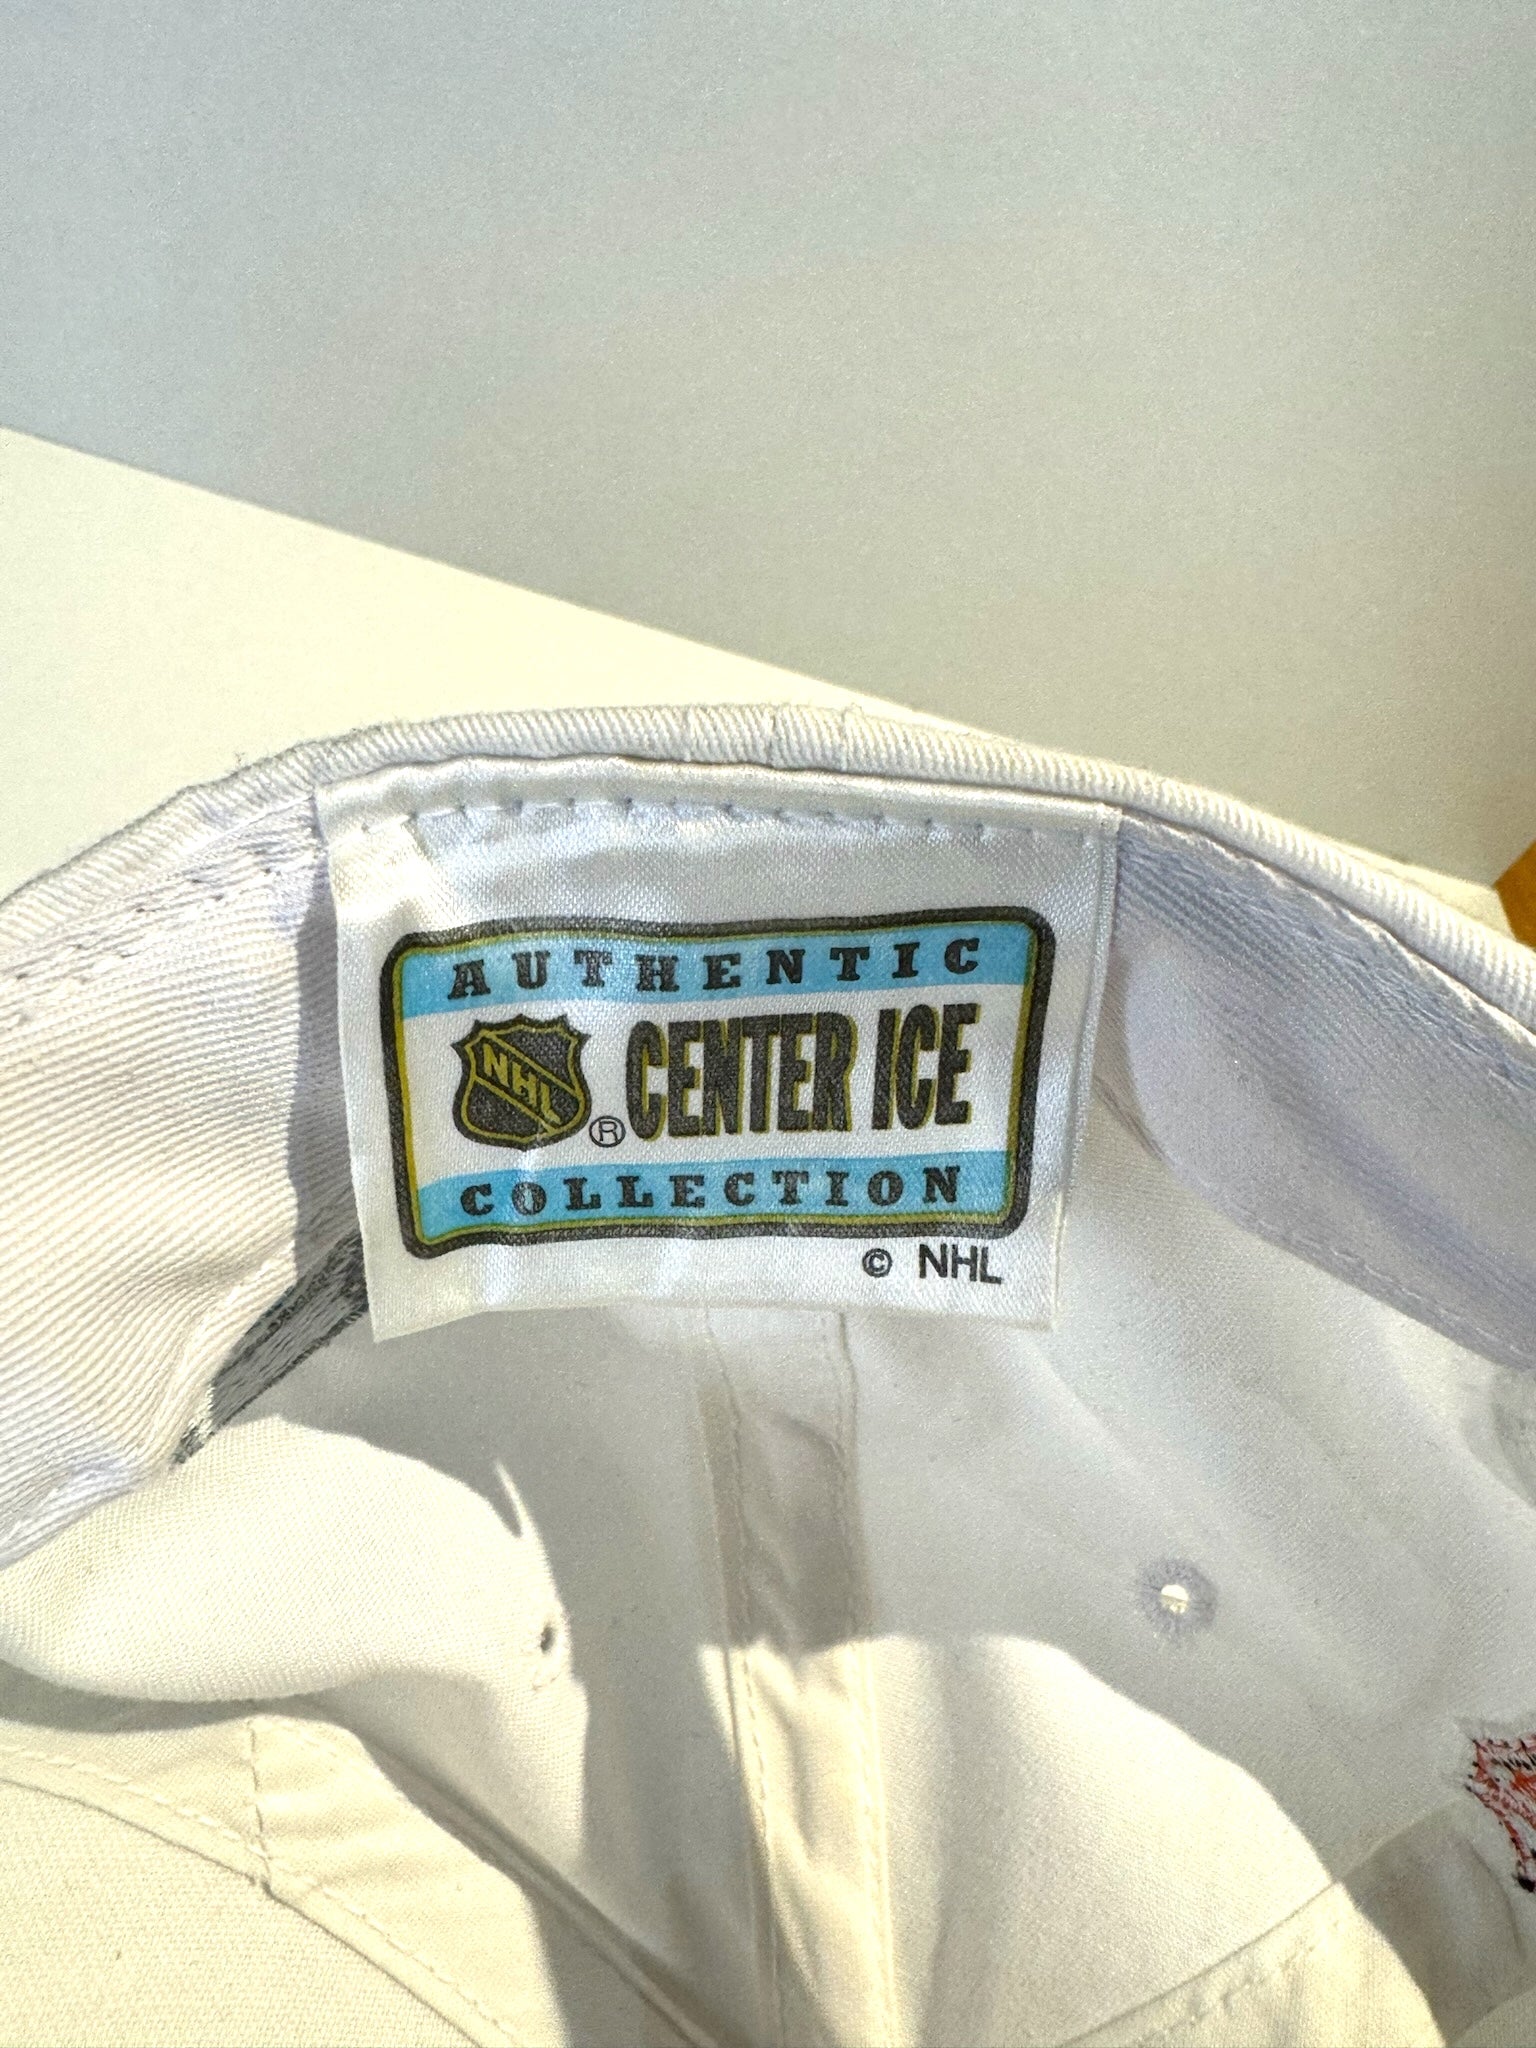 AUTHENTIC
NHL ® CENTER ICE
COLLECTION
© NHL